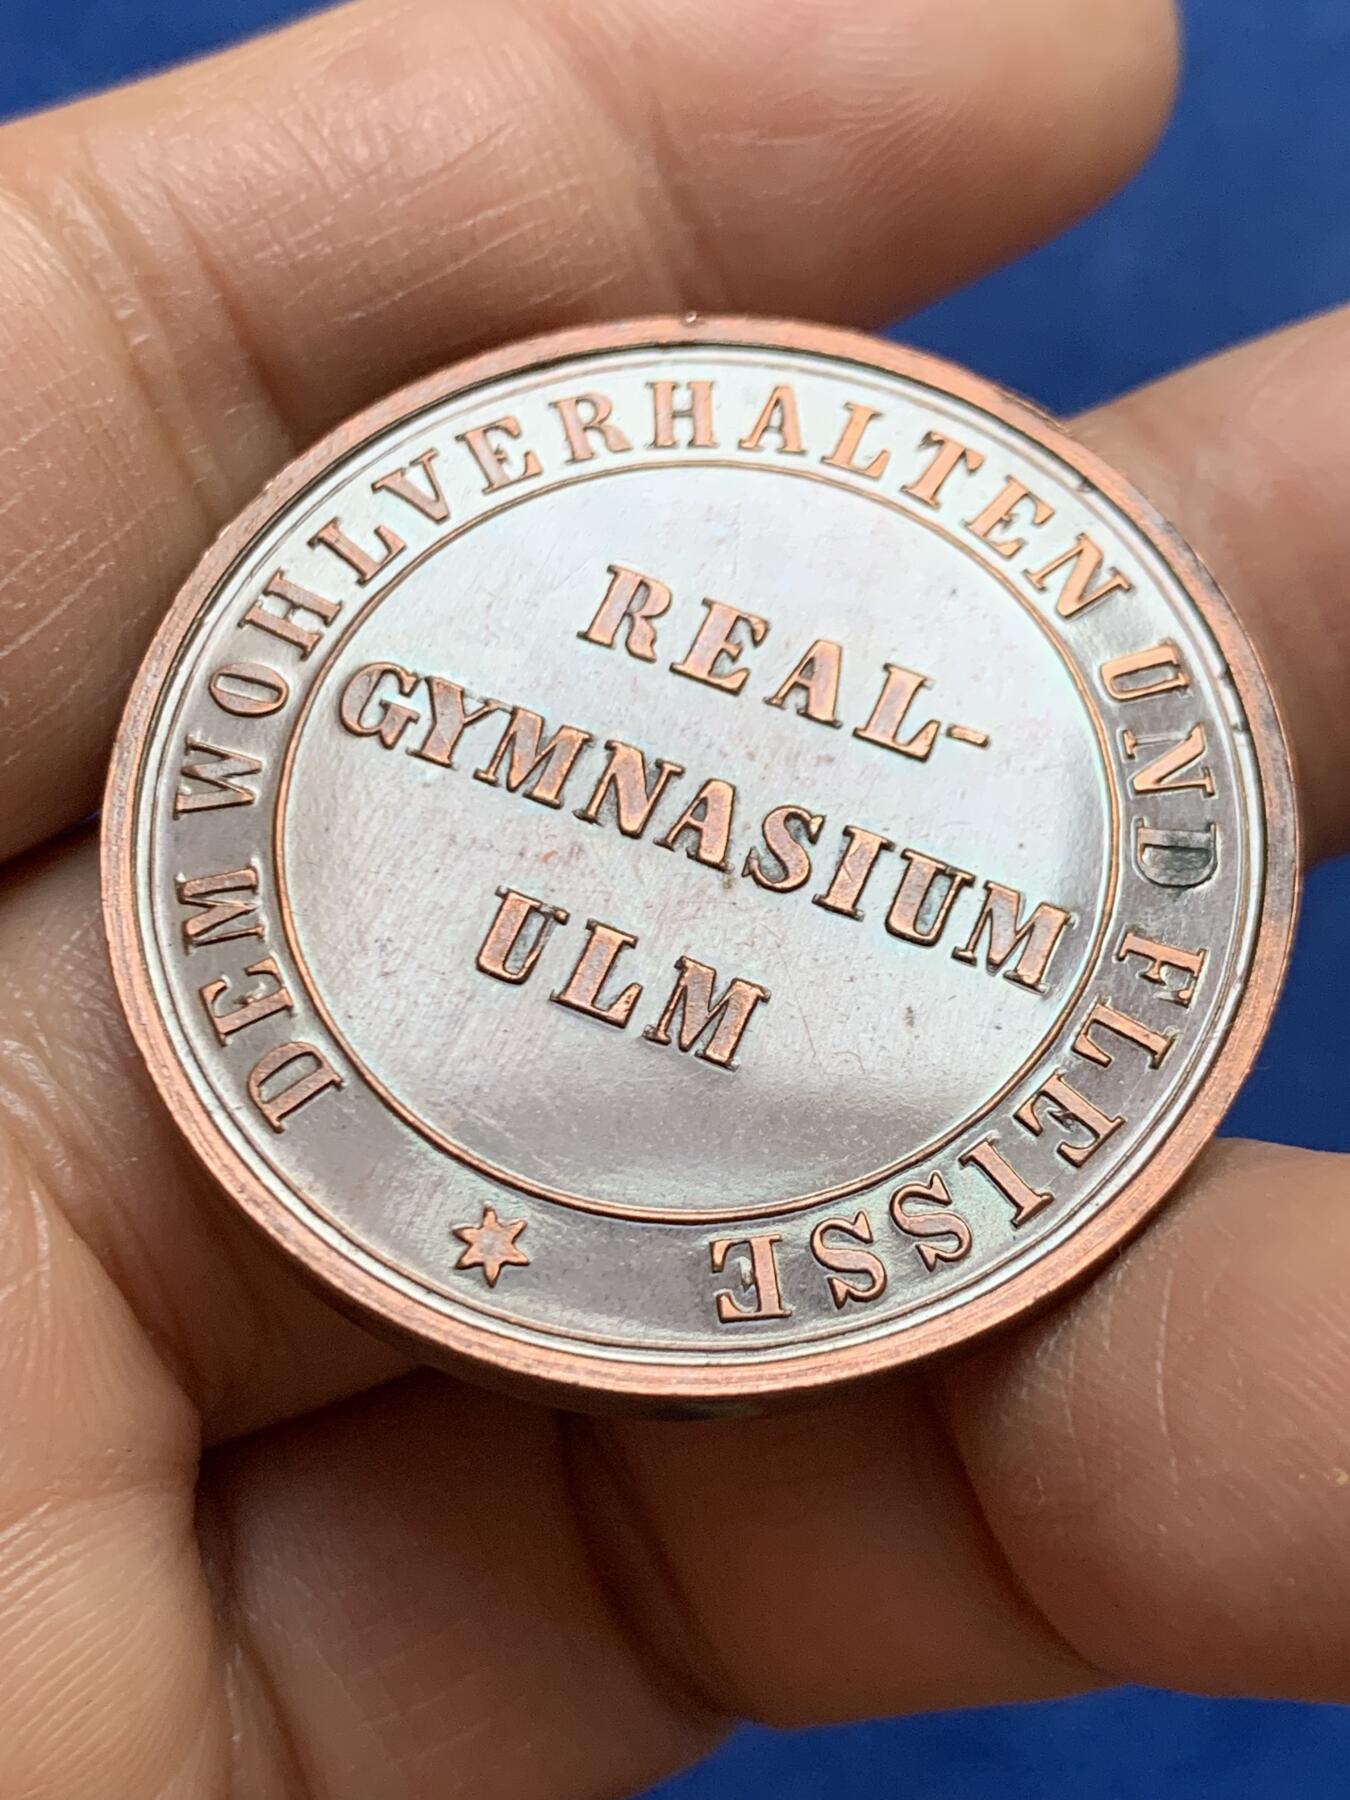 DEM WOHLVERHALTEN UND FLEISSE
REAL-
GYMNASIUM
ULM